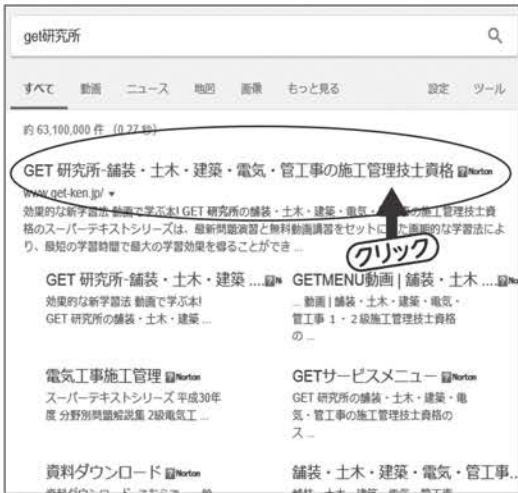 get研究所
すべて 動画 ニュース 地図 画像 もっと見る 設定 ツール
約 63,100,000 件 (0.27 秒)
GET 研究所-舗装・土木・建築・電気・管工事の施工管理技士資格 Norton
www.get-ken.jp/
効果的な新学習法 動画で学ぶ本! GET 研究所の舗装・土木・建築・電気・の施工管理技士資
格のスーパーテキストシリーズは、最新問題演習と無料動画講習をセットにした画期的な学習法によ
り、最短の学習時間で最大の学習効果を得ることができ ...
クリック
GET 研究所-舗装・土木・建築 ....
効果的な新学習法 動画で学ぶ本!
GET 研究所の舗装・土木・建築 ...
GETMENU動画 | 舗装・土木 ....
... 動画 | 舗装・土木・建築・電気・
管工事 1 ・ 2 級施工管理技士資格
の ...
電気工事施工管理 Norton
スーパーテキストシリーズ 平成30年
度 分野別問題解説集 2級電気工 ...
GETサービスメニュー Norton
GET 研究所の舗装・土木・建築・電
気・管工事の施工管理技士資格の
ス ...
資料ダウンロード Norton
舗装・土木・建築・電気・管工事..